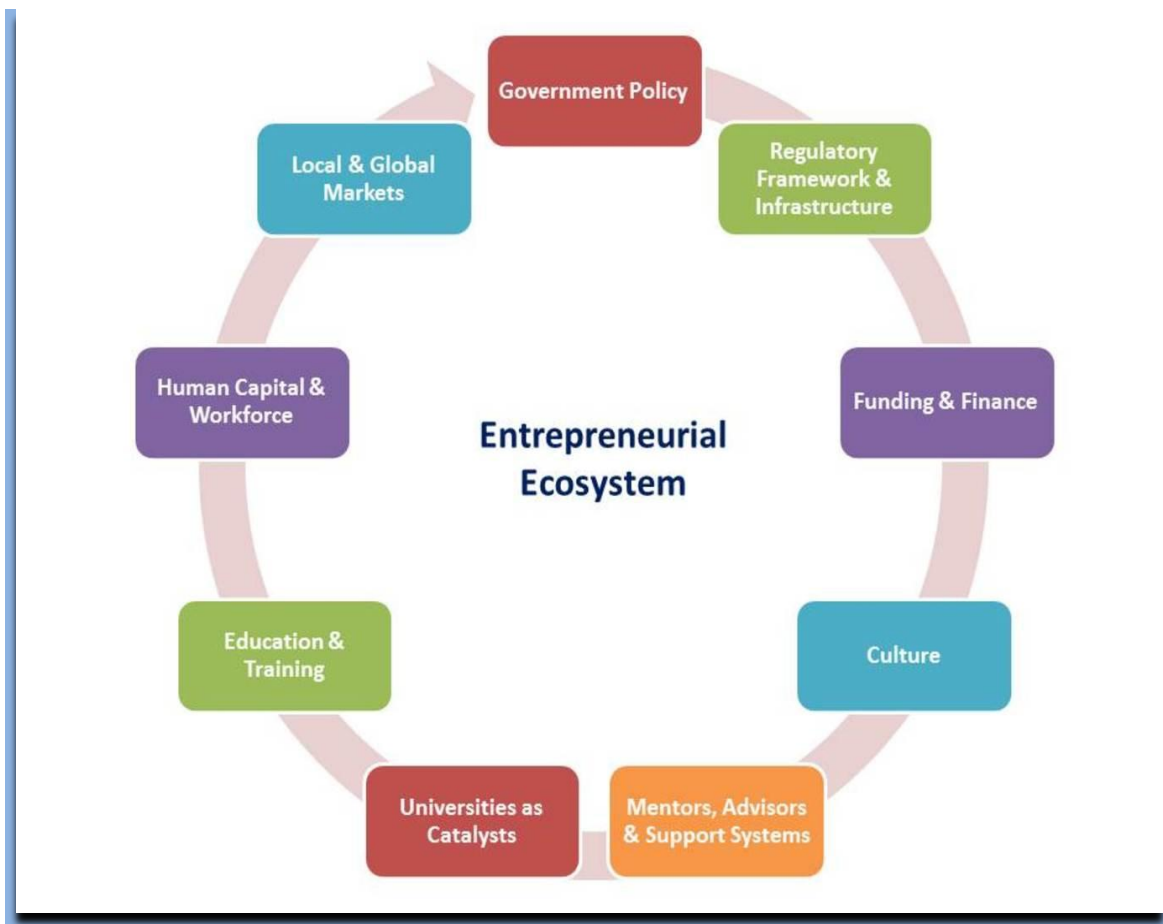 Government Policy
Regulatory
Framework &
Infrastructure
Funding & Finance
Culture
Mentors, Advisors
& Support Systems
Universities as
Catalysts
Education &
Training
Human Capital &
Workforce
Local & Global
Markets
Entrepreneurial
Ecosystem